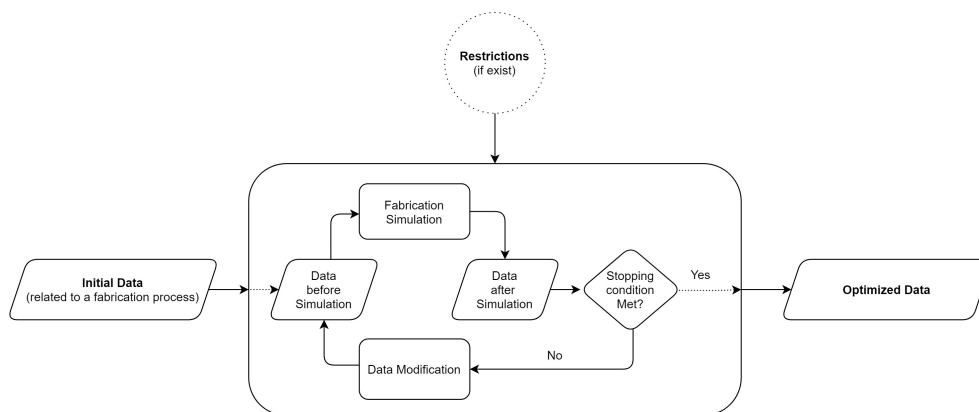 Restrictions
(if exist)
Fabrication
Simulation
Initial Data
(related to a fabrication process)
Data
before
Simulation
Data
after
Simulation
Stopping
condition
Met?
Yes
Optimized Data
No
Data Modification